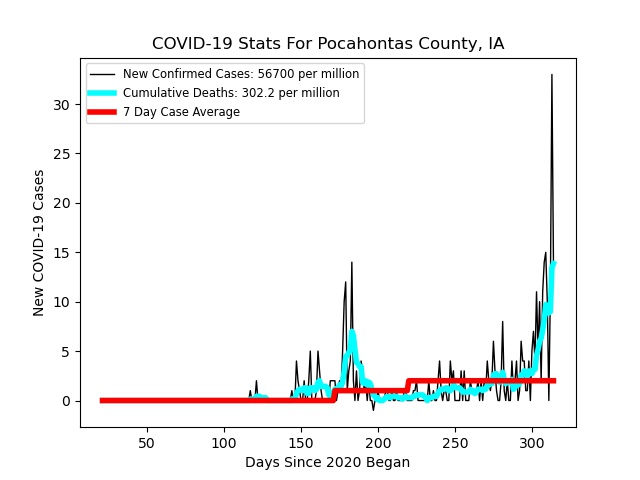 COVID-19 Stats For Pocahontas County, IA
New Confirmed Cases: 56700 per million
Cumulative Deaths: 302.2 per million
7 Day Case Average
30
25
20
15
10
5
0
New COVID-19 Cases
50 100 150 200 250 300
Days Since 2020 Began